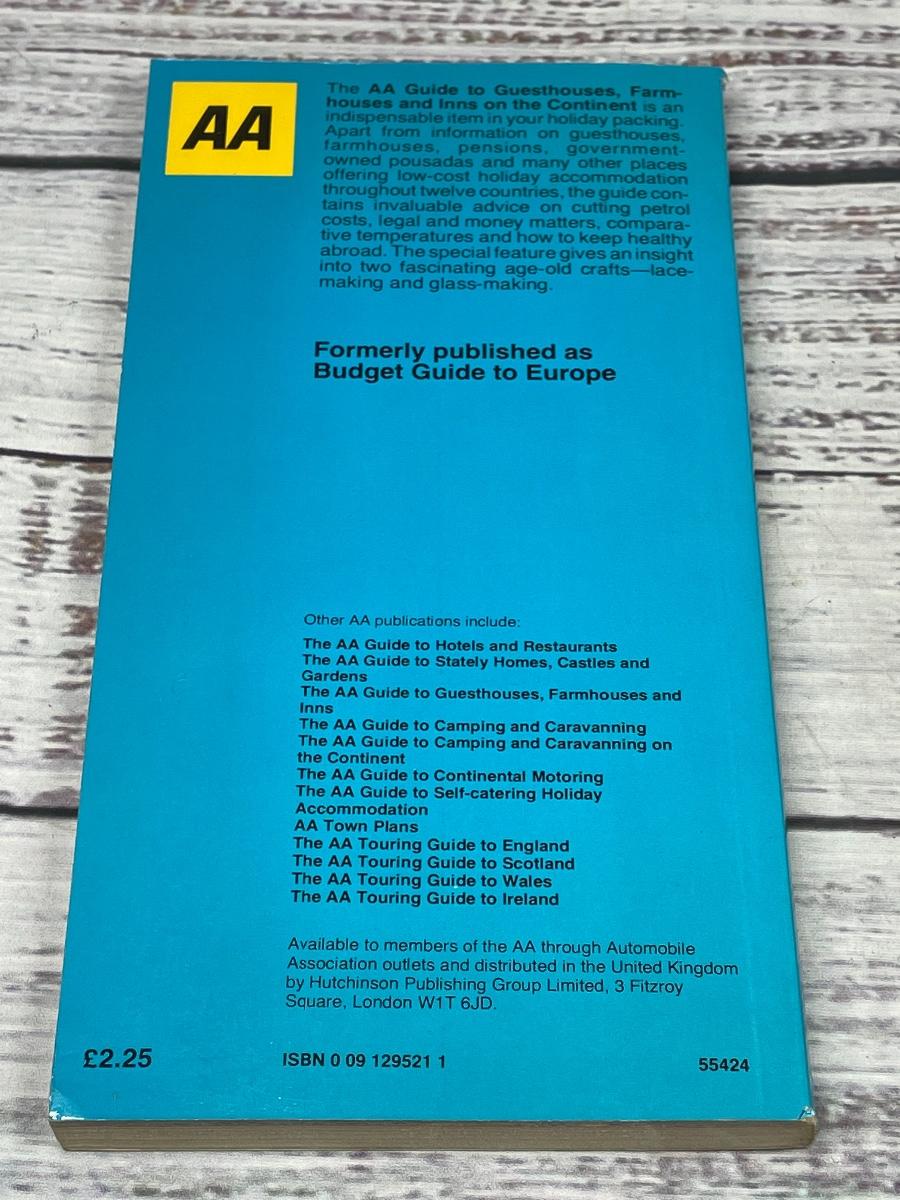 AA
The AA Guide to Guesthouses, Farm-
houses and Inns on the Continent is an
indispensable item in your holiday packing.
Apart from information on guesthouses,
farmhouses, pensions, government-
owned pousadas and many other places
offering low-cost holiday accommodation
throughout twelve countries, the guide con-
tains invaluable advice on cutting petrol
costs, legal and money matters, compara-
tive temperatures and how to keep healthy
abroad. The special feature gives an insight
into two fascinating age-old crafts—lace-
making and glass-making.
Formerly published as
Budget Guide to Europe
Other AA publications include:
The AA Guide to Hotels and Restaurants
The AA Guide to Stately Homes, Castles and
Gardens
The AA Guide to Guesthouses, Farmhouses and
Inns
The AA Guide to Camping and Caravanning
The AA Guide to Camping and Caravanning on
the Continent
The AA Guide to Continental Motoring
The AA Guide to Self-catering Holiday
Accommodation
AA Town Plans
The AA Touring Guide to England
The AA Touring Guide to Scotland
The AA Touring Guide to Wales
The AA Touring Guide to Ireland
Available to members of the AA through Automobile
Association outlets and distributed in the United Kingdom
by Hutchinson Publishing Group Limited, 3 Fitzroy
Square, London W1T 6JD.
£2.25
ISBN 0 09 129521 1
55424